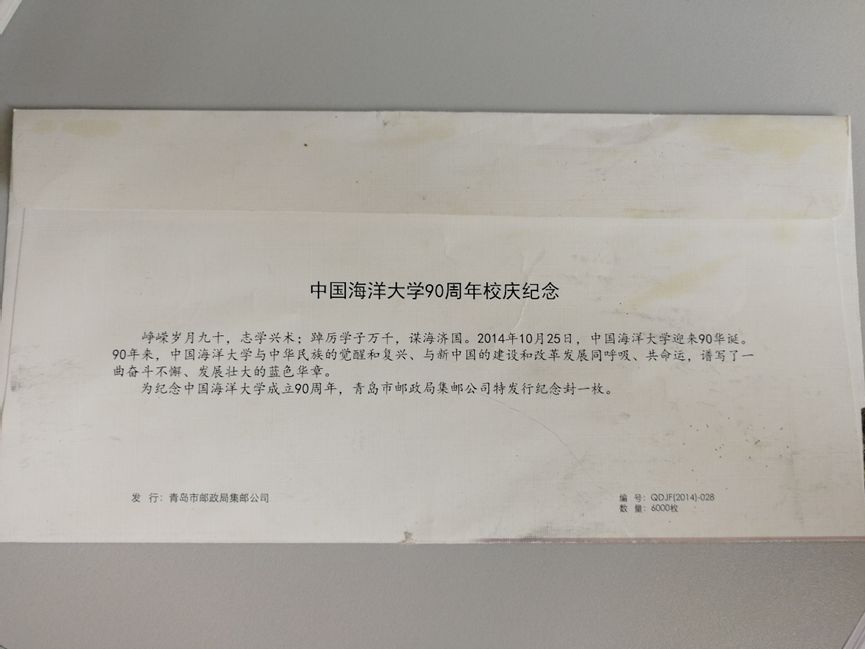 中国海洋大学90周年校庆纪念
峥嵘岁月九十，志学兴术；踔厉学子万千，谋海济国。2014年10月25日，中国海洋大学迎来90华诞。
90年来，中国海洋大学与中华民族的觉醒和复兴、与新中国的建设和改革发展同呼吸、共命运，谱写了一
曲奋斗不懈、发展壮大的蓝色华章。
为纪念中国海洋大学成立90周年，青岛市邮政局集邮公司特发行纪念封一枚。
发 行：青岛市邮政局集邮公司
编 号：QDJF(2014)-028
数 量：6000枚